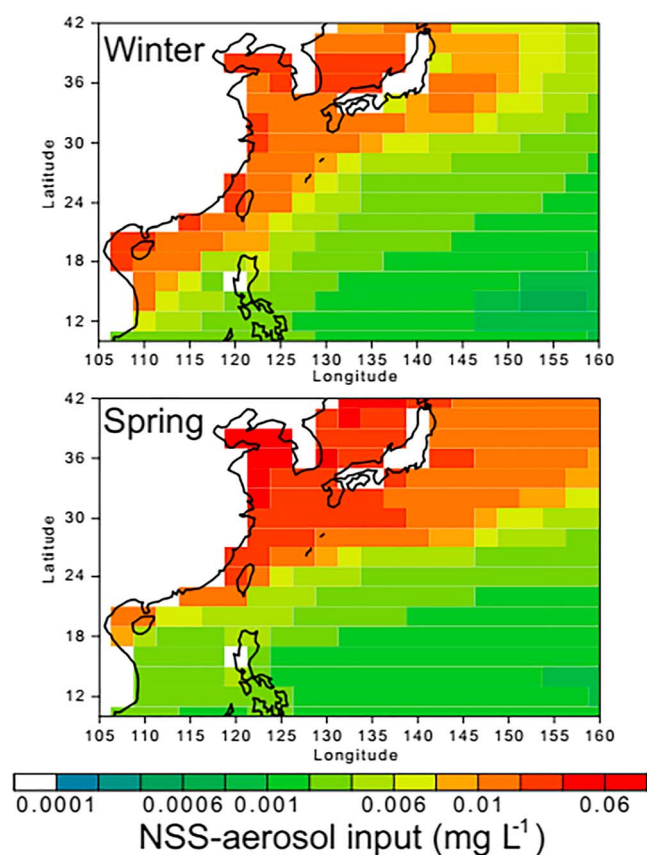 42
Winter
36
30
24
18
12
Latitude
105 110 115 120 125 130 135 140 145 150 155 160
Longitude
42
Spring
36
30
24
18
12
Latitude
105 110 115 120 125 130 135 140 145 150 155 160
Longitude
0.0001 0.0006 0.001 0.006 0.01 0.06
NSS-aerosol input (mg L-1)